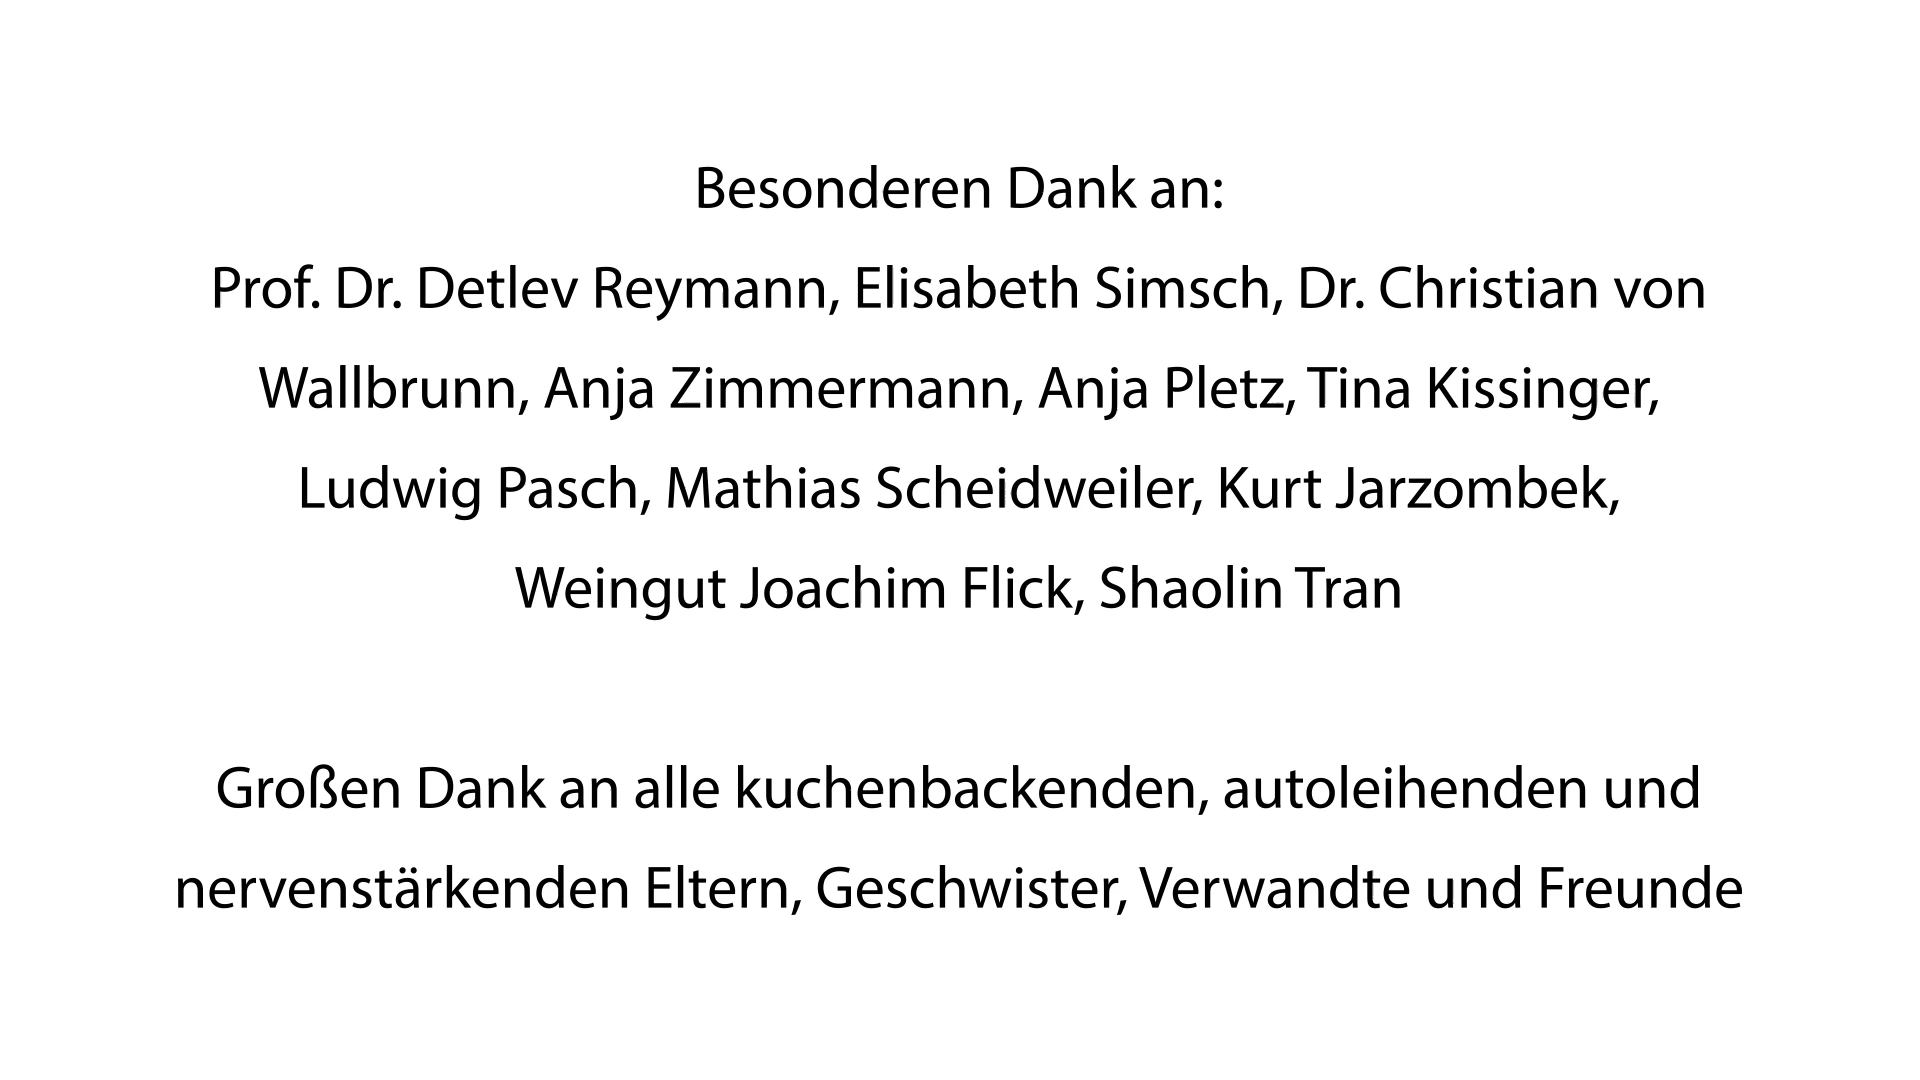 Besonderen Dank an:
Prof. Dr. Detlev Reymann, Elisabeth Simsch, Dr. Christian von
Wallbrunn, Anja Zimmermann, Anja Pletz, Tina Kissinger,
Ludwig Pasch, Mathias Scheidweiler, Kurt Jarzombek,
Weingut Joachim Flick, Shaolin Tran
Großen Dank an alle kuchenbackenden, autoleihenden und
nervenstärkenden Eltern, Geschwister, Verwandte und Freunde